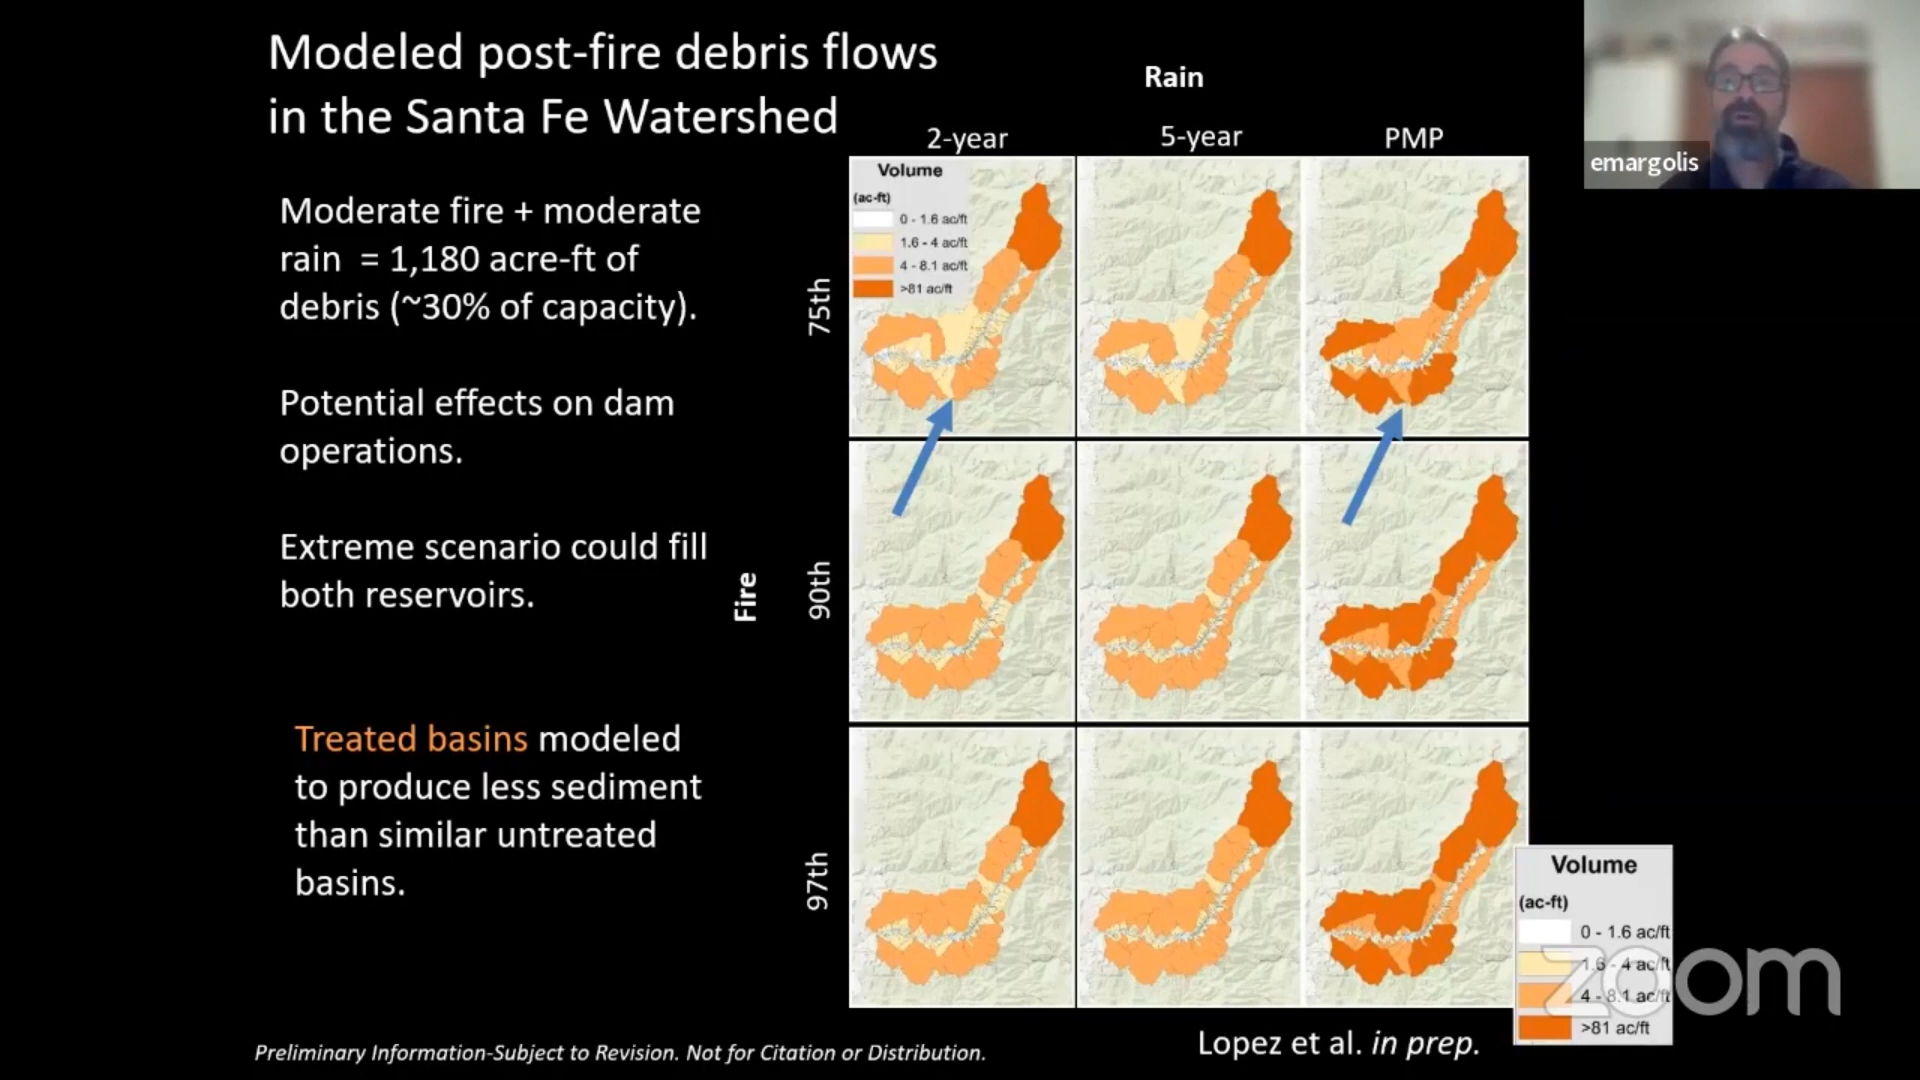 Modeled post-fire debris flows
in the Santa Fe Watershed
Rain
emargolis
2-year
5-year
PMP
Moderate fire + moderate
rain = 1,180 acre-ft of
debris (~30% of capacity).
Potential effects on dam
operations.
Extreme scenario could fill
both reservoirs.
Treated basins modeled
to produce less sediment
than similar untreated
basins.
Fire
75th
90th
97th
Volume
(ac-ft)
0 - 1.6 ac/ft
1.6 - 4 ac/ft
4 - 8.1 ac/ft
>81 ac/ft
Volume
(ac-ft)
0 - 1.6 ac/ft
1.6 - 4 ac/ft
4 - 8.1 ac/ft
>81 ac/ft
zoom
Lopez et al. in prep.
Preliminary Information-Subject to Revision. Not for Citation or Distribution.